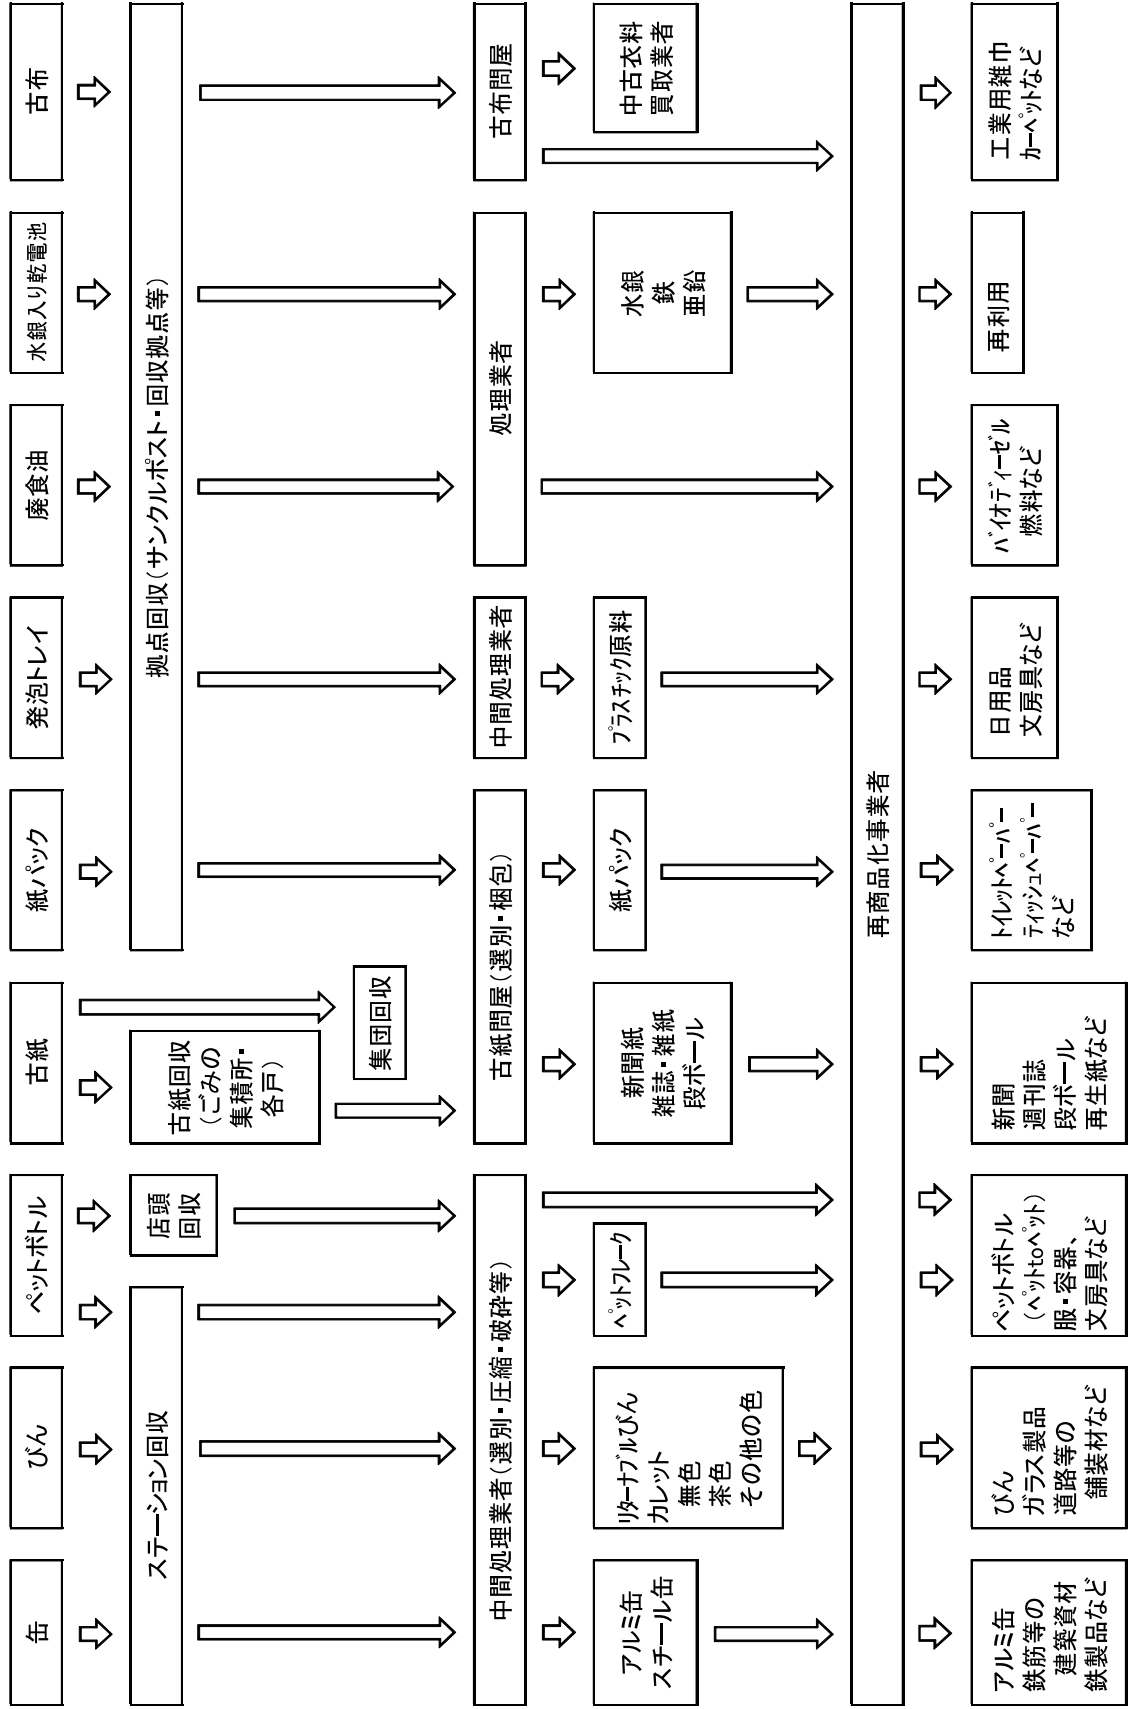 缶
びん
ペットボトル
古紙
紙パック
発泡トレイ
廃食油
水銀入り乾電池
古布
ステーション回収
店頭
回収
古紙回収
(ごみの
集積所・
各戸)
集団回収
拠点回収(サンクルポスト・回収拠点等)
中間処理業者(選別・圧縮・破砕等)
古紙問屋(選別・梱包)
中間処理業者
処理業者
古布問屋
アルミ缶
スチール缶
リターナブルびん
カレット
無色
茶色
その他の色
ペットフレーク
新聞紙
雑誌・雑紙
段ボール
紙パック
プラスチック原料
水銀
鉄
亜鉛
中古衣料
買取業者
再商品化事業者
アルミ缶
鉄筋等の
建築資材
鉄製品など
びん
ガラス製品
道路等の
舗装材など
ペットボトル
(ペットtoペット)
服・容器、
文房具など
新聞
週刊誌
段ボール
再生紙など
トイレットペーパー
ティッシュペーパー
など
日用品
文房具など
バイオディーゼル
燃料など
再利用
工業用雑巾
カーペットなど